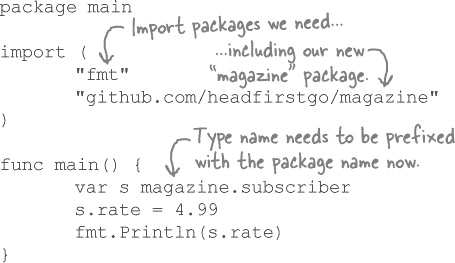 package main
Import packages we need...
import (
...including our new
"fmt"
"magazine" package.
"github.com/headfirstgo/magazine"
)
Type name needs to be prefixed
with the package name now.
func main() {
var s magazine.subscriber
s.rate = 4.99
fmt.Println(s.rate)
}